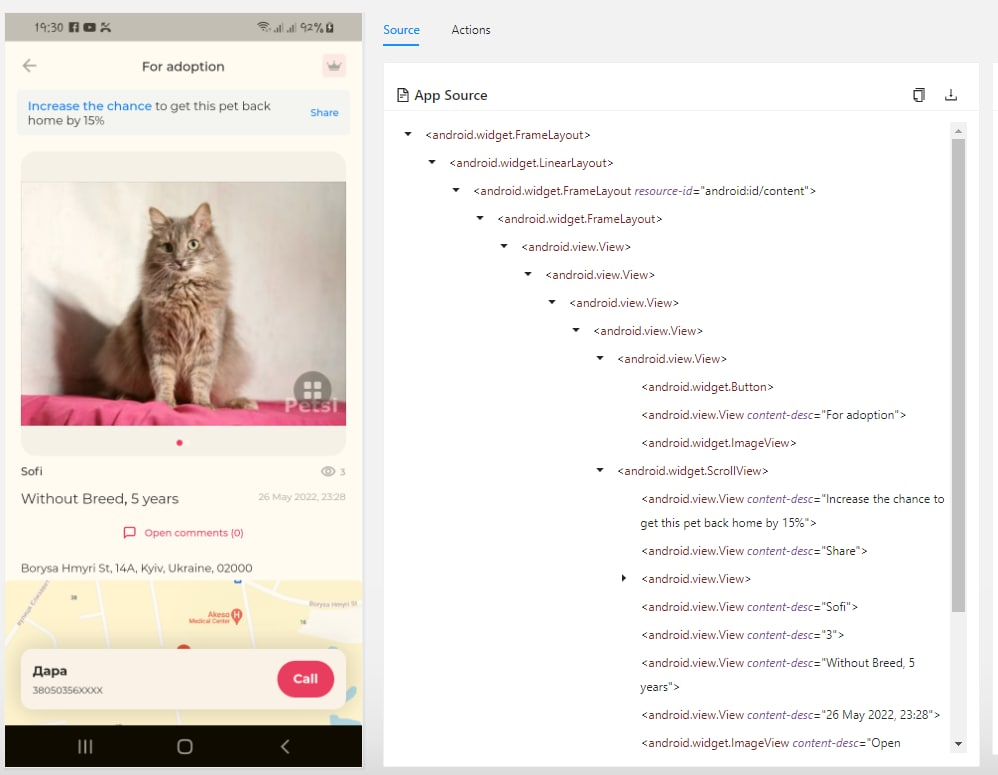 19:30
92%
For adoption
Increase the chance to get this pet back
home by 15%
Share
Petsi
Sofi
3
Without Breed, 5 years
26 May 2022, 23:28
Open comments (0)
Borysa Hmyri St, 14A, Kyiv, Ukraine, 02000
38
Borysa Hmyri St
Akeso
Medical Center
16
Дара
38050356XXXX
Call
Source
Actions
App Source
<android.widget.FrameLayout>
<android.widget.LinearLayout>
<android.widget.FrameLayout resource-id="android:id/content">
<android.widget.FrameLayout>
<android.view.View>
<android.view.View>
<android.view.View>
<android.view.View>
<android.view.View>
<android.widget.Button>
<android.view.View content-desc="For adoption">
<android.widget.ImageView>
<android.widget.ScrollView>
<android.view.View content-desc="Increase the chance to
get this pet back home by 15%">
<android.view.View content-desc="Share">
<android.view.View>
<android.view.View content-desc="Sofi">
<android.view.View content-desc="3">
<android.view.View content-desc="Without Breed, 5
years">
<android.view.View content-desc="26 May 2022, 23:28">
<android.widget.ImageView content-desc="Open